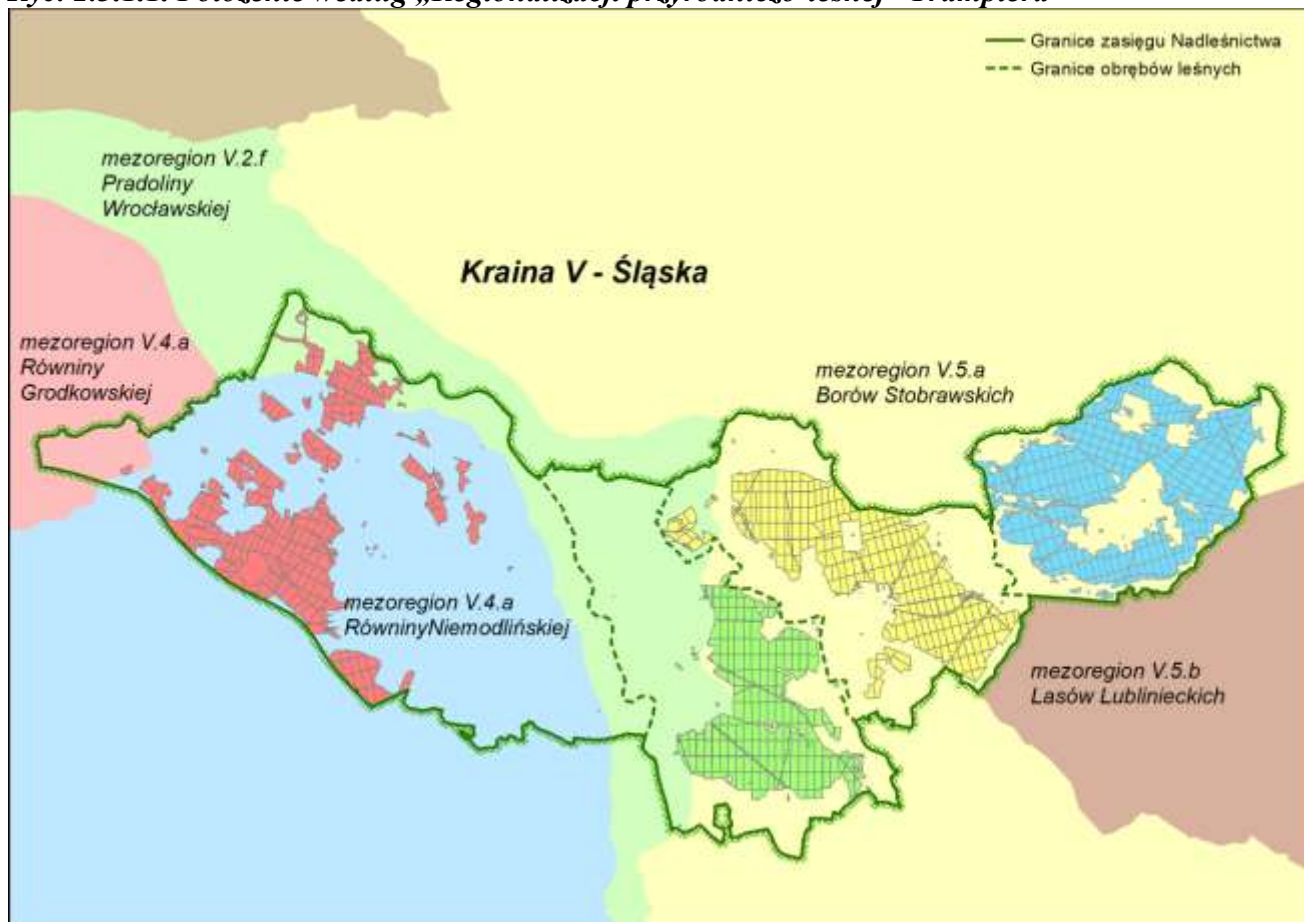 Granice zasięgu Nadleśnictwa
Granice obrębów leśnych
mezoregion V.2.f
Pradoliny
Wrocławskiej
Kraina V - Śląska
mezoregion V.4.a
Równiny
Grodkowskiej
mezoregion V.5.a
Borów Stobrawskich
mezoregion V.4.a
RówninyNiemodlińskiej
mezoregion V.5.b
Lasów Lublinieckich